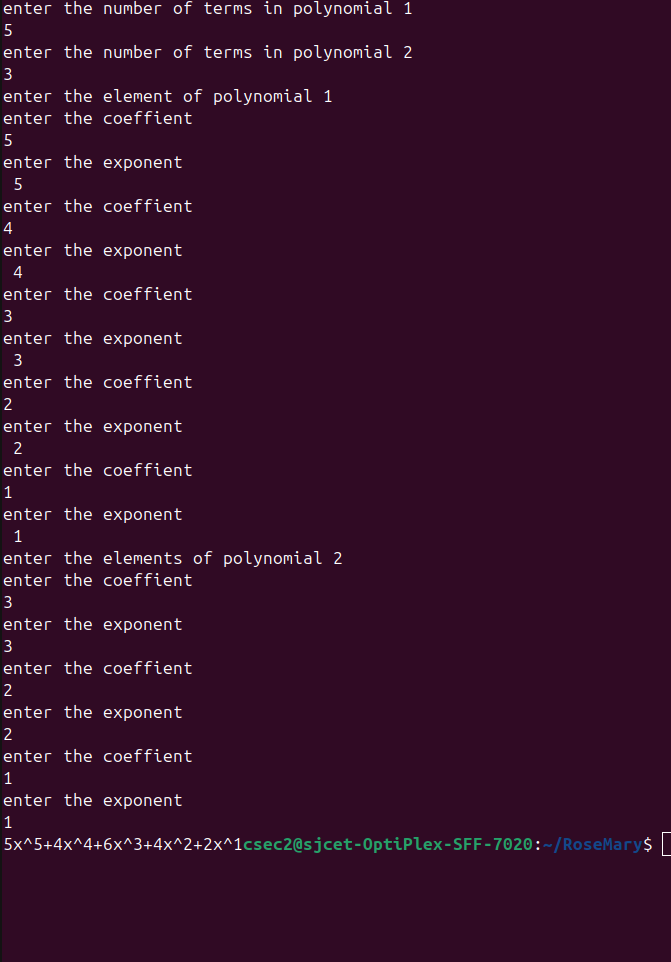 enter the number of terms in polynomial 1
5
enter the number of terms in polynomial 2
3
enter the element of polynomial 1
enter the coeffient
5
enter the exponent
 5
enter the coeffient
4
enter the exponent
 4
enter the coeffient
3
enter the exponent
 3
enter the coeffient
2
enter the exponent
 2
enter the coeffient
1
enter the exponent
 1
enter the elements of polynomial 2
enter the coeffient
3
enter the exponent
3
enter the coeffient
2
enter the exponent
2
enter the coeffient
1
enter the exponent
1
5x^5+4x^4+6x^3+4x^2+2x^1csec2@sjcet-OptiPlex-SFF-7020:~/RoseMary$